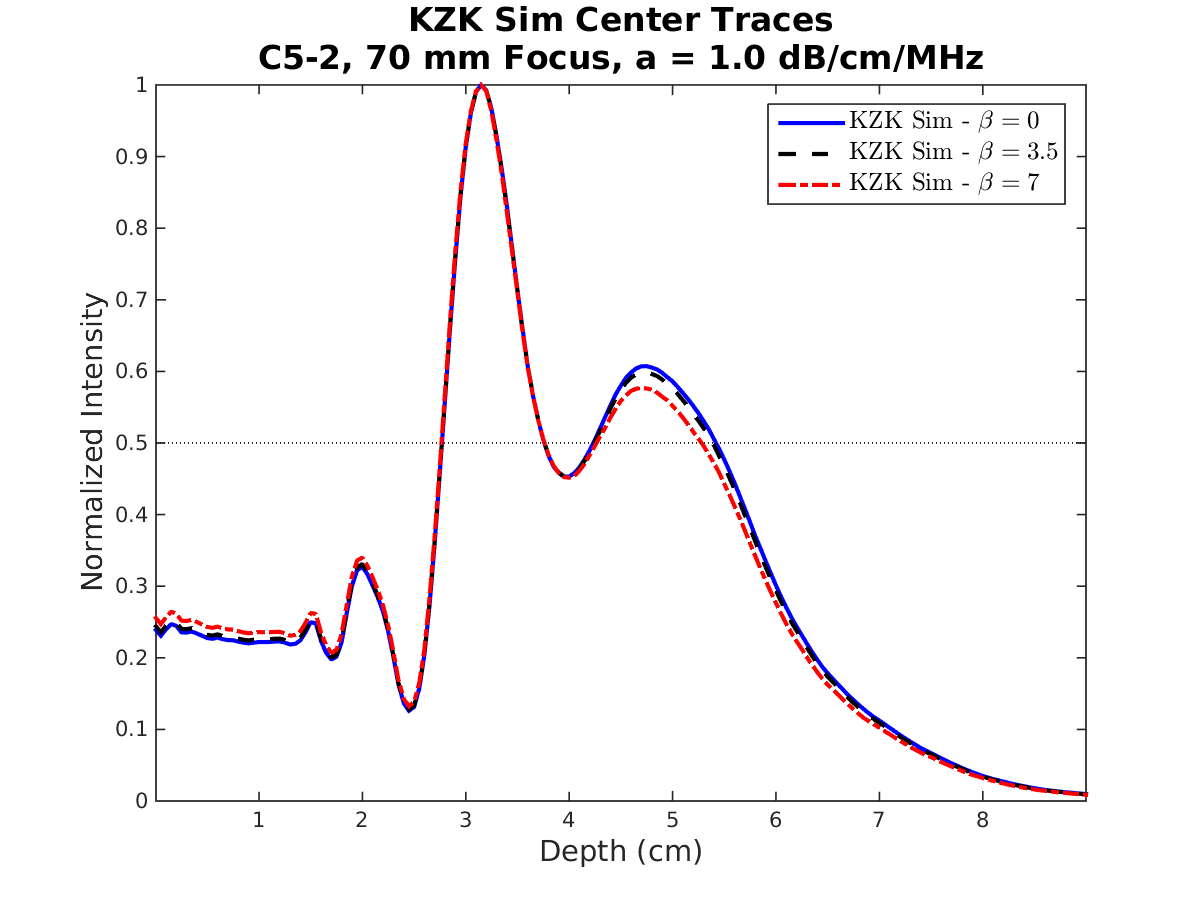 KZK Sim Center Traces
C5-2, 70 mm Focus, a = 1.0 dB/cm/MHz
KZK Sim - β = 0
KZK Sim - β = 3.5
KZK Sim - β = 7
Normalized Intensity
1
0.9
0.8
0.7
0.6
0.5
0.4
0.3
0.2
0.1
0
1 2 3 4 5 6 7 8
Depth (cm)